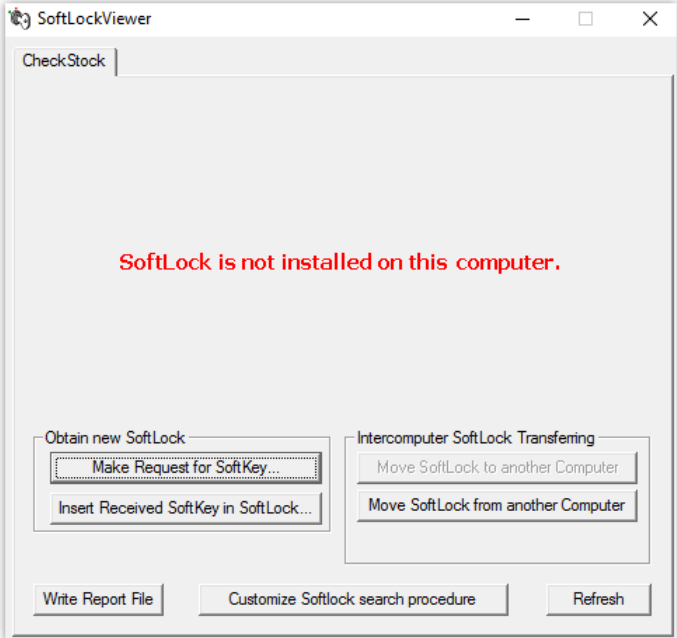 SoftLockViewer
CheckStock
SoftLock is not installed on this computer.
Obtain new SoftLock
Make Request for SoftKey...
Insert Received SoftKey in SoftLock...
Intercomputer SoftLock Transferring
Move SoftLock to another Computer
Move SoftLock from another Computer
Write Report File
Customize Softlock search procedure
Refresh